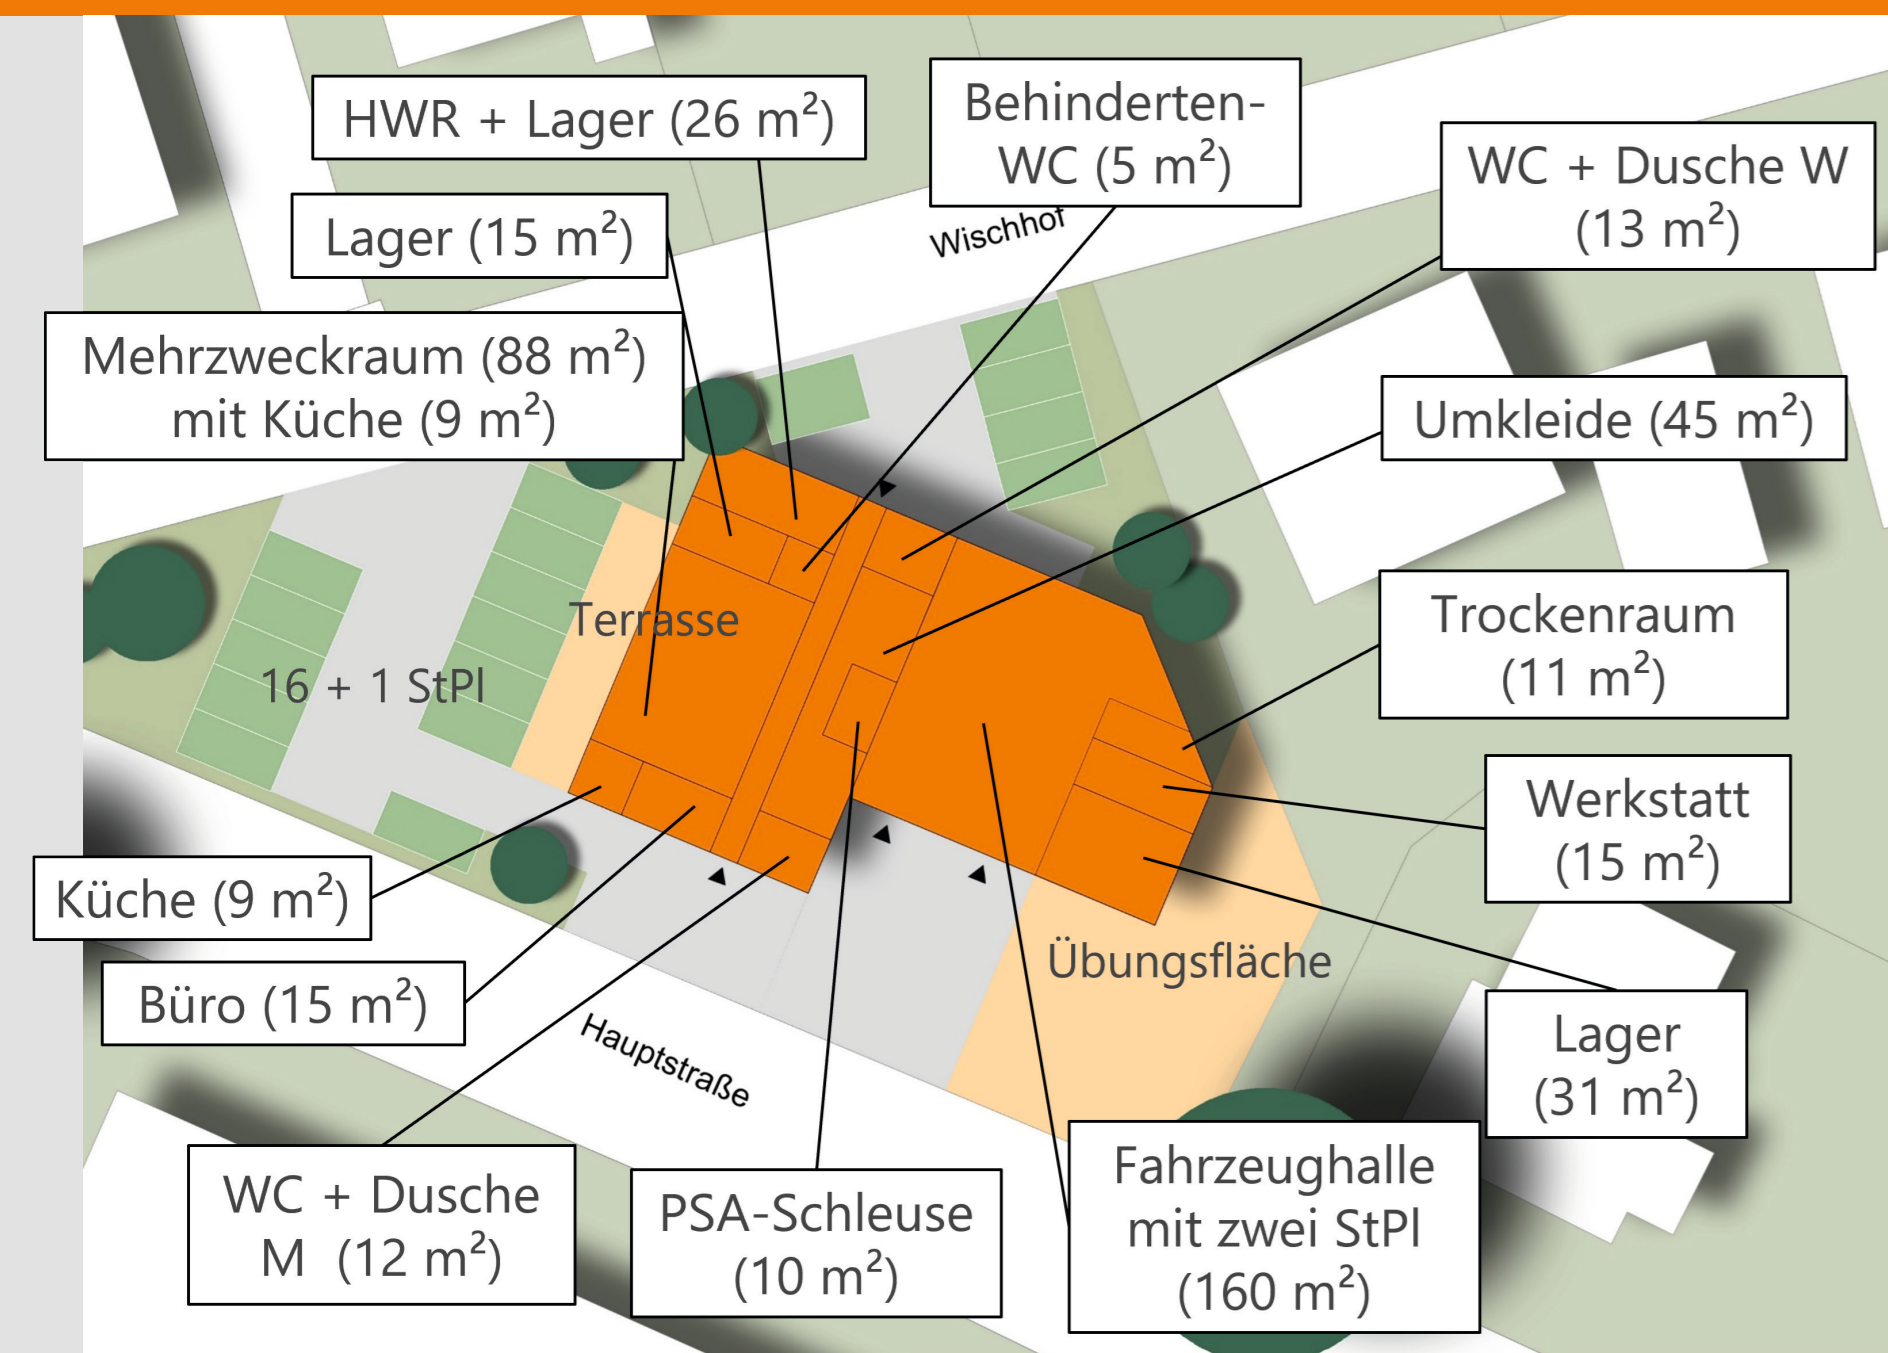 HWR + Lager (26 m²)
Behinderten-
WC (5 m²)
WC + Dusche W
(13 m²)
Lager (15 m²)
Wischhof
Mehrzweckraum (88 m²)
mit Küche (9 m²)
Umkleide (45 m²)
Terrasse
Trockenraum
(11 m²)
16 + 1 StPl
Werkstatt
(15 m²)
Küche (9 m²)
Übungsfläche
Büro (15 m²)
Hauptstraße
Lager
(31 m²)
WC + Dusche
M (12 m²)
PSA-Schleuse
(10 m²)
Fahrzeughalle
mit zwei StPl
(160 m²)